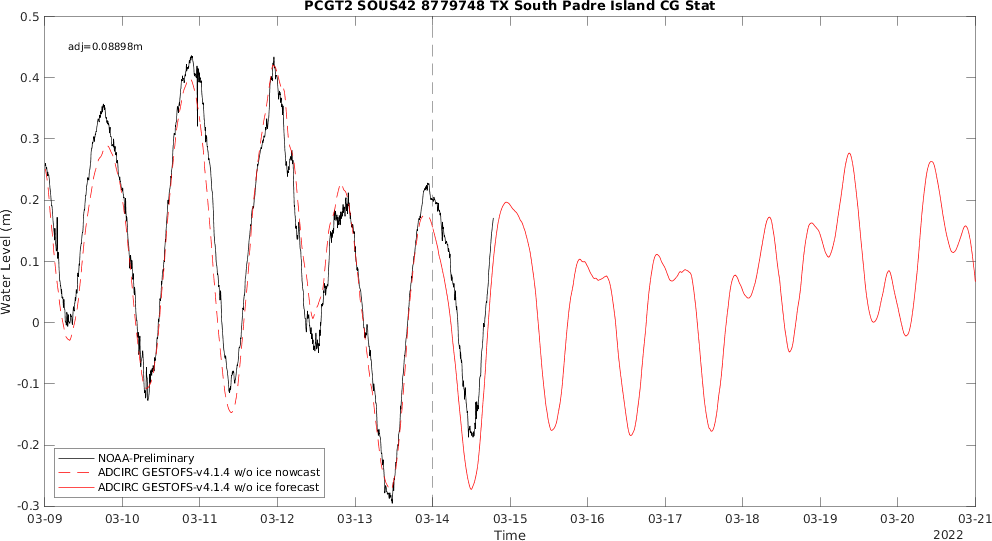 PCGT2 SOUS42 8779748 TX South Padre Island CG Stat
adj=0.08898m
0.5
0.4
0.3
0.2
0.1
0
-0.1
-0.2
-0.3
Water Level (m)
NOAA-Preliminary
ADCIRC GESTOFS-v4.1.4 w/o ice nowcast
ADCIRC GESTOFS-v4.1.4 w/o ice forecast
03-09 03-10 03-11 03-12 03-13 03-14 03-15 03-16 03-17 03-18 03-19 03-20 03-21
Time
2022